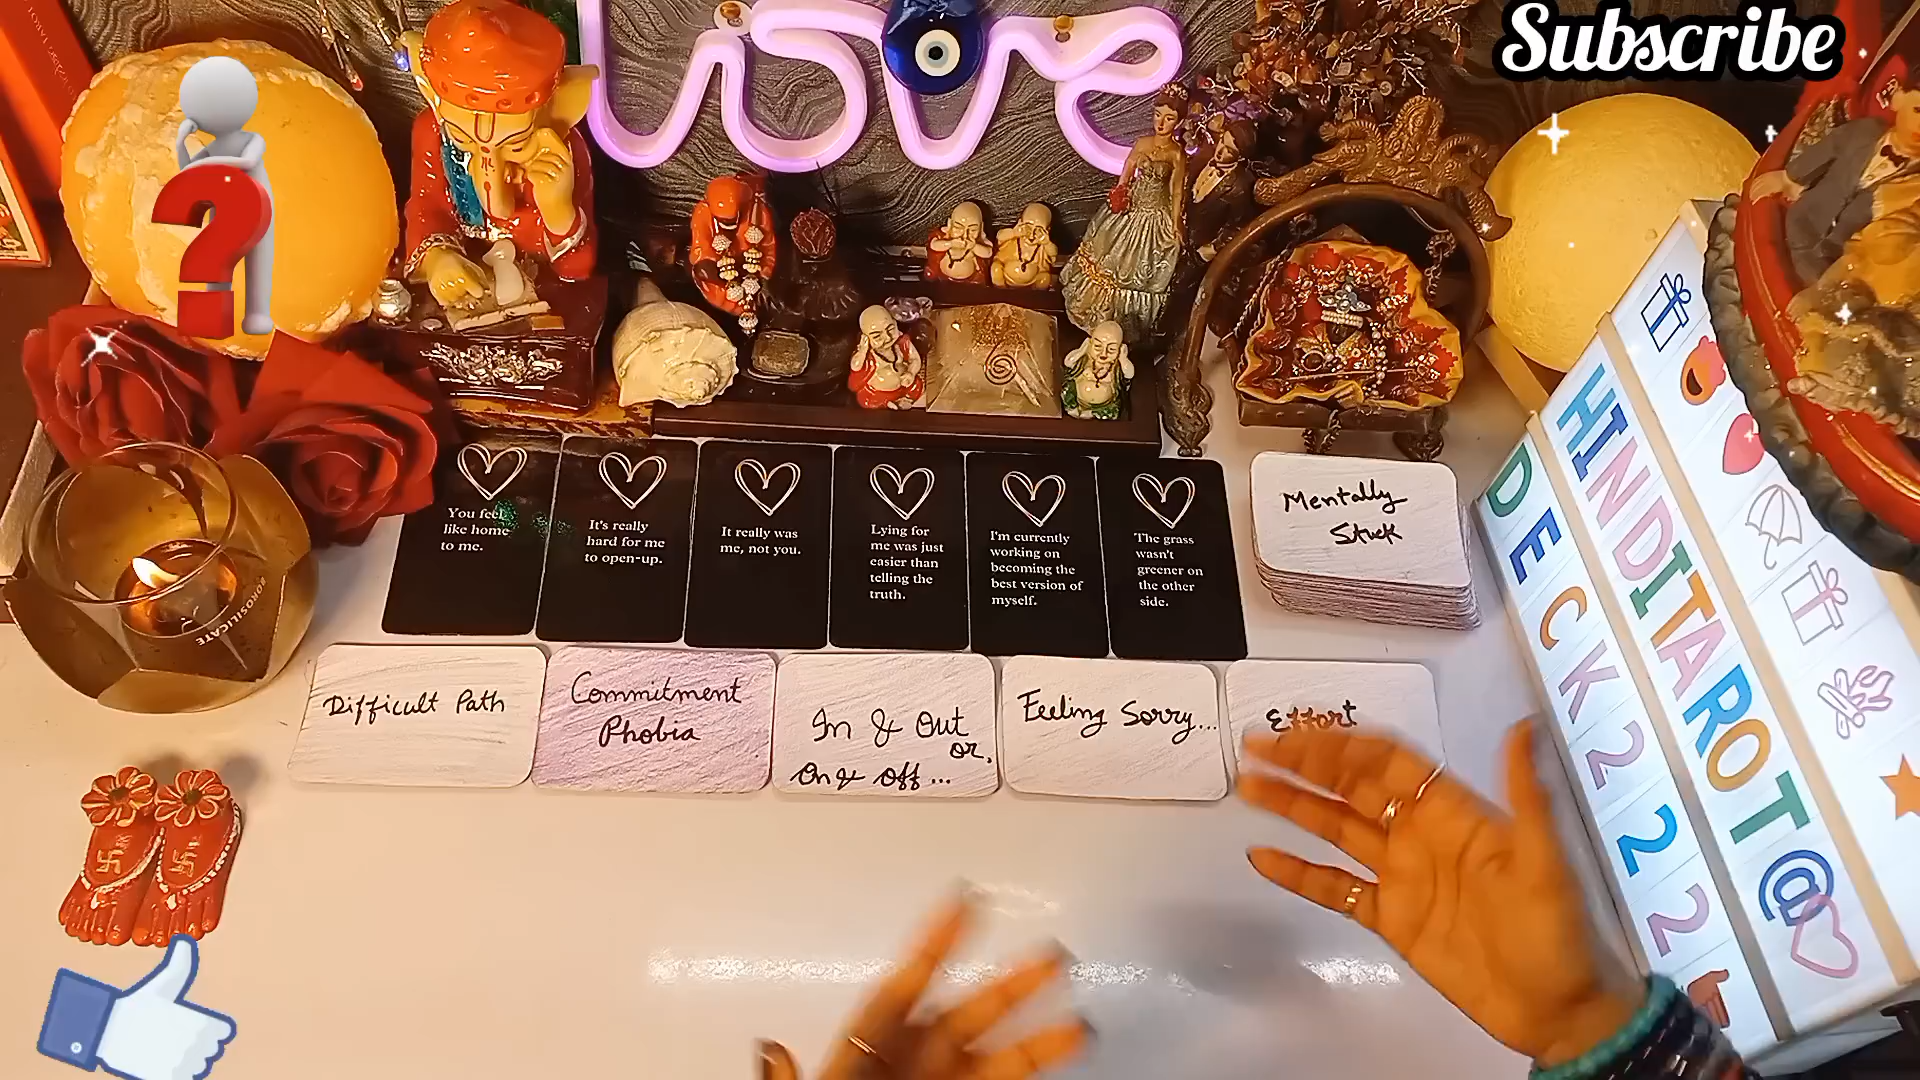 love
Subscribe
You feel
like home
to me.
It's really
hard for me
to open-up.
It really was
me, not you.
Lying for
me was just
easier than
telling the
truth.
I'm currently
working on
becoming the
best version of
myself.
The grass
wasn't
greener on
the other
side.
Mentally
Stuck
Difficult Path
Commitment
Phobia
In & Out
or,
On & off...
Feeling Sorry...
Effort
HINDITAROT@
DECK222
BOROSILICATE